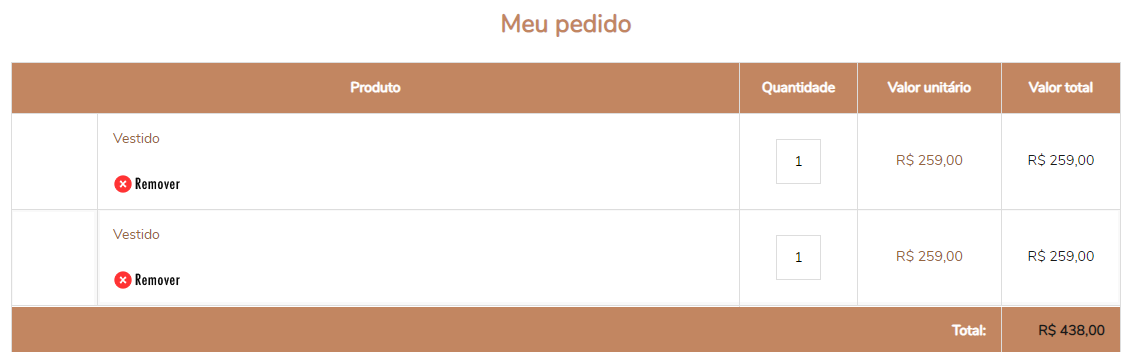 Meu pedido
Produto Quantidade Valor unitário Valor total
Vestido
1 R$ 259,00 R$ 259,00
Remover
Vestido
1 R$ 259,00 R$ 259,00
Remover
Total: R$ 438,00